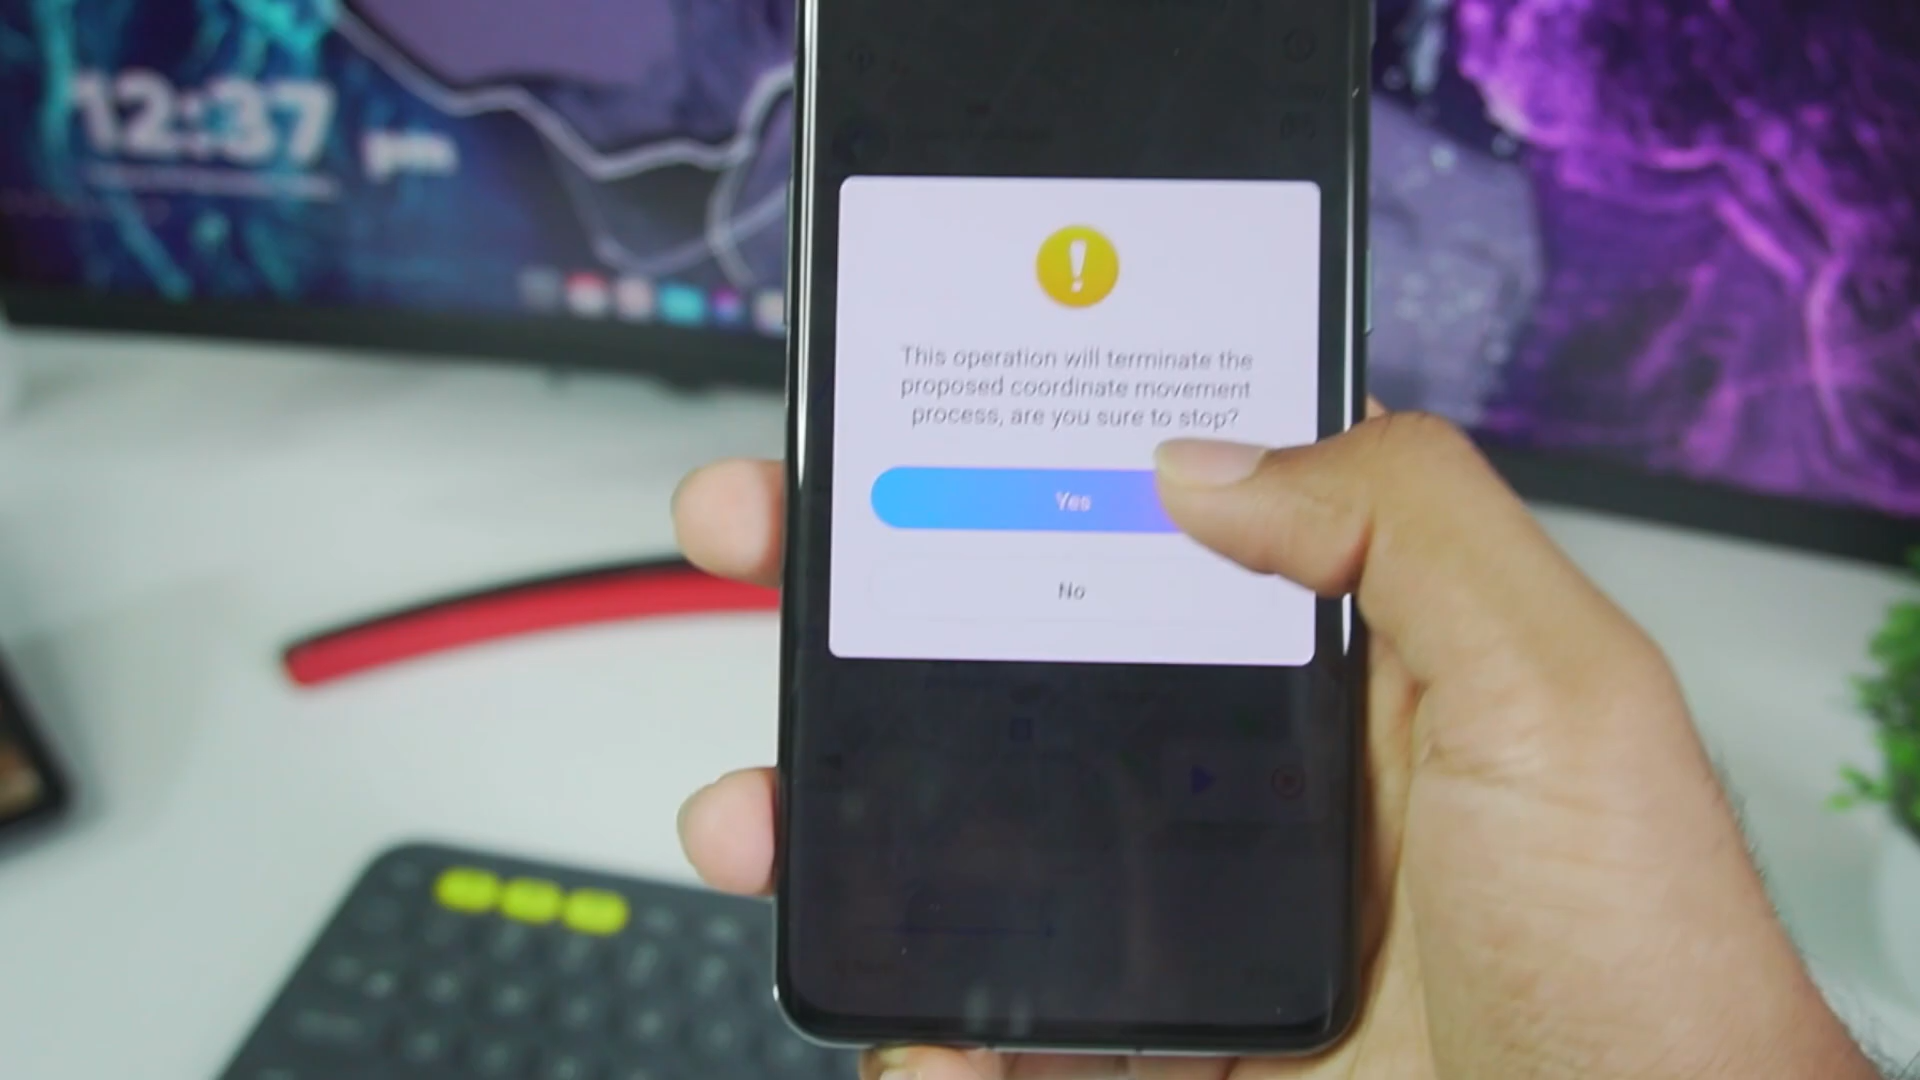 12:37 pm
This operation will terminate the
proposed coordinate movement
process, are you sure to stop?
Yes
No